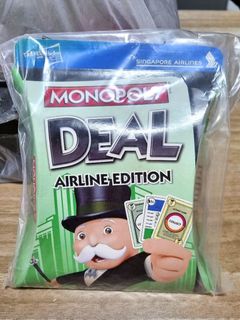 SINGAPORE AIRLINES
MONOPOLY
DEAL
AIRLINE EDITION